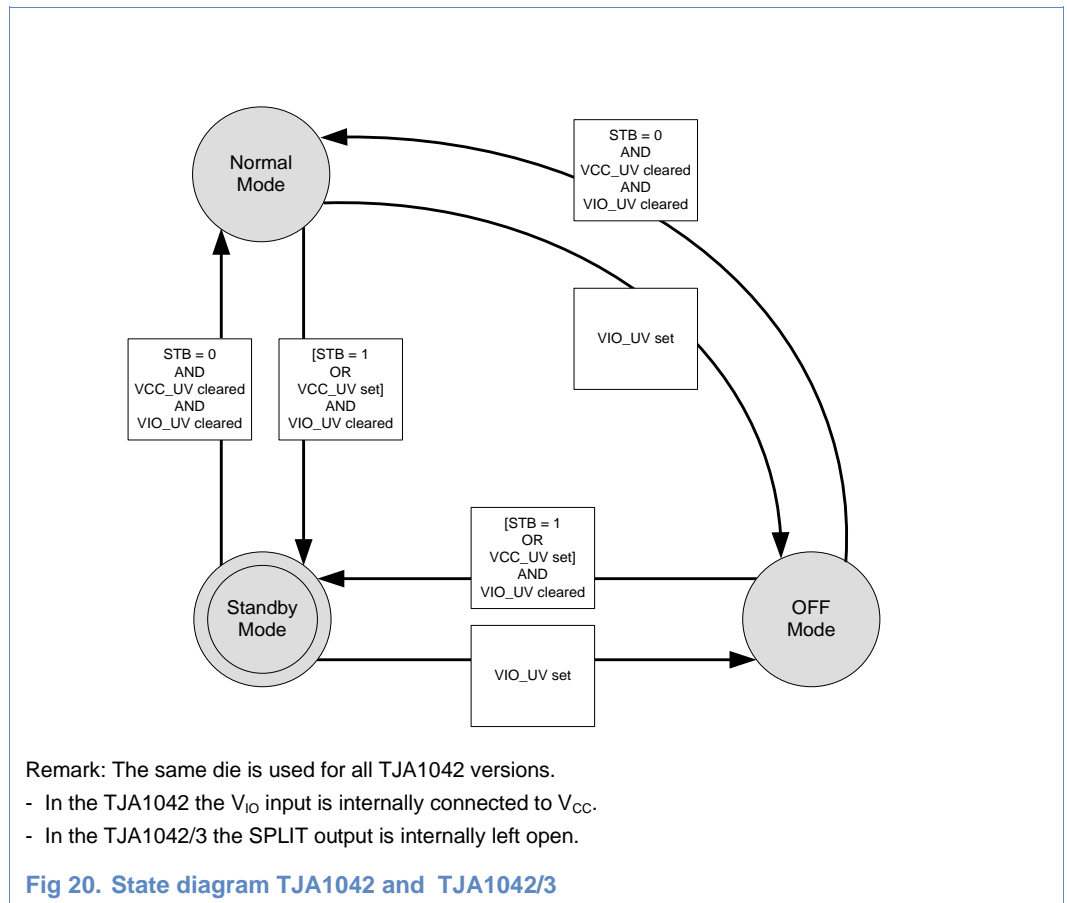 Normal
Mode
STB = 0
AND
VCC_UV cleared
AND
VIO_UV cleared
VIO_UV set
STB = 0
AND
VCC_UV cleared
AND
VIO_UV cleared
[STB = 1
OR
VCC_UV set]
AND
VIO_UV cleared
[STB = 1
OR
VCC_UV set]
AND
VIO_UV cleared
Standby
Mode
OFF
Mode
VIO_UV set
Remark: The same die is used for all TJA1042 versions.
- In the TJA1042 the VIO input is internally connected to VCC.
- In the TJA1042/3 the SPLIT output is internally left open.
Fig 20. State diagram TJA1042 and TJA1042/3